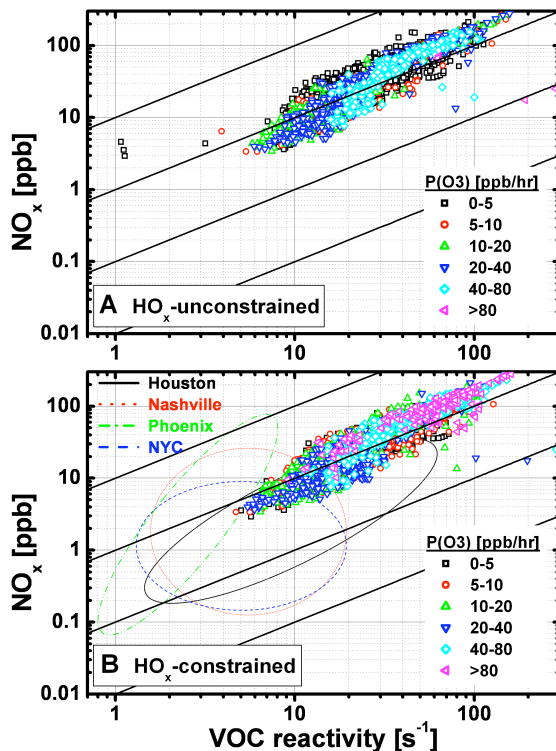 A
NOx [ppb]
100
10
1
0.1
0.01
P(O3) [ppb/hr]
0-5
5-10
10-20
20-40
40-80
>80
A HOx-unconstrained
1 10 100
Houston
Nashville
Phoenix
NYC
NOx [ppb]
100
10
1
0.1
0.01
P(O3) [ppb/hr]
0-5
5-10
10-20
20-40
40-80
>80
B HOx-constrained
1 10 100
VOC reactivity [s-1]